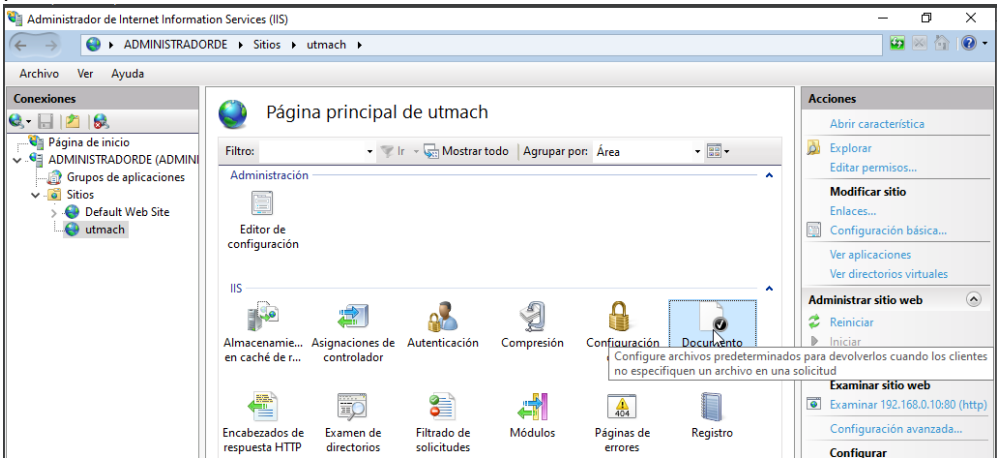 Administrador de Internet Information Services (IIS)
ADMINISTRADORDE Sitios utmach
Archivo Ver Ayuda
Conexiones
Página de inicio
ADMINISTRADORDE (ADMINI
Grupos de aplicaciones
Sitios
Default Web Site
utmach
Página principal de utmach
Filtro: Ir Mostrar todo Agrupar por: Área
Administración
Editor de
configuración
IIS
Almacenamie...
en caché de r...
Asignaciones de
controlador
Autenticación
Compresión
Configuración
Documento
Configure archivos predeterminados para devolverlos cuando los clientes
no especifiquen un archivo en una solicitud
Encabezados de
respuesta HTTP
Examen de
directorios
Filtrado de
solicitudes
Módulos
404
Páginas de
errores
Registro
Acciones
Abrir característica
Explorar
Editar permisos...
Modificar sitio
Enlaces...
Configuración básica...
Ver aplicaciones
Ver directorios virtuales
Administrar sitio web
Reiniciar
Iniciar
Examinar sitio web
Examinar 192.168.0.10:80 (http)
Configuración avanzada...
Configurar